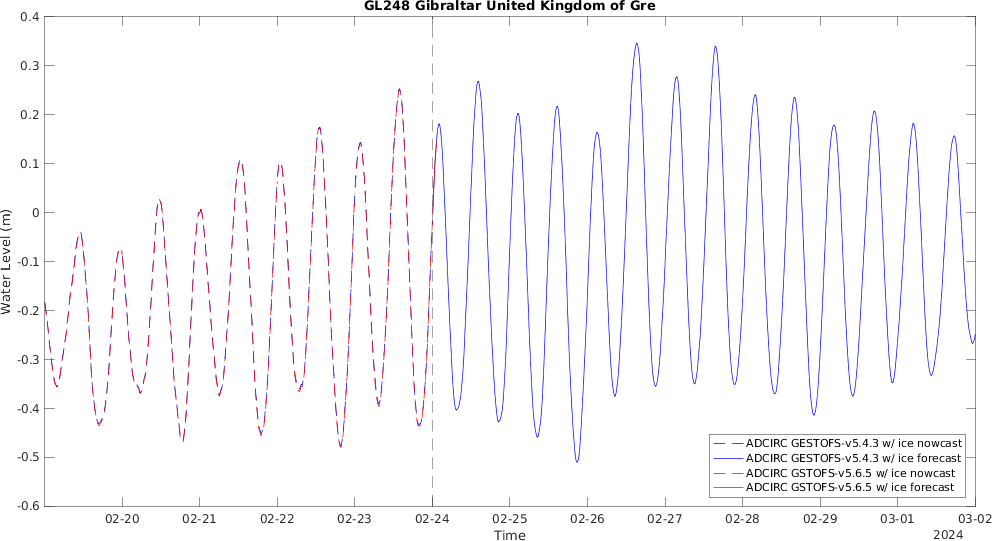 GL248 Gibraltar United Kingdom of Gre
0.4
0.3
0.2
0.1
0
-0.1
-0.2
-0.3
-0.4
-0.5
-0.6
Water Level (m)
ADCIRC GESTOFS-v5.4.3 w/ ice nowcast
ADCIRC GESTOFS-v5.4.3 w/ ice forecast
ADCIRC GSTOFS-v5.6.5 w/ ice nowcast
ADCIRC GSTOFS-v5.6.5 w/ ice forecast
02-20 02-21 02-22 02-23 02-24 02-25 02-26 02-27 02-28 02-29 03-01 03-02
Time
2024